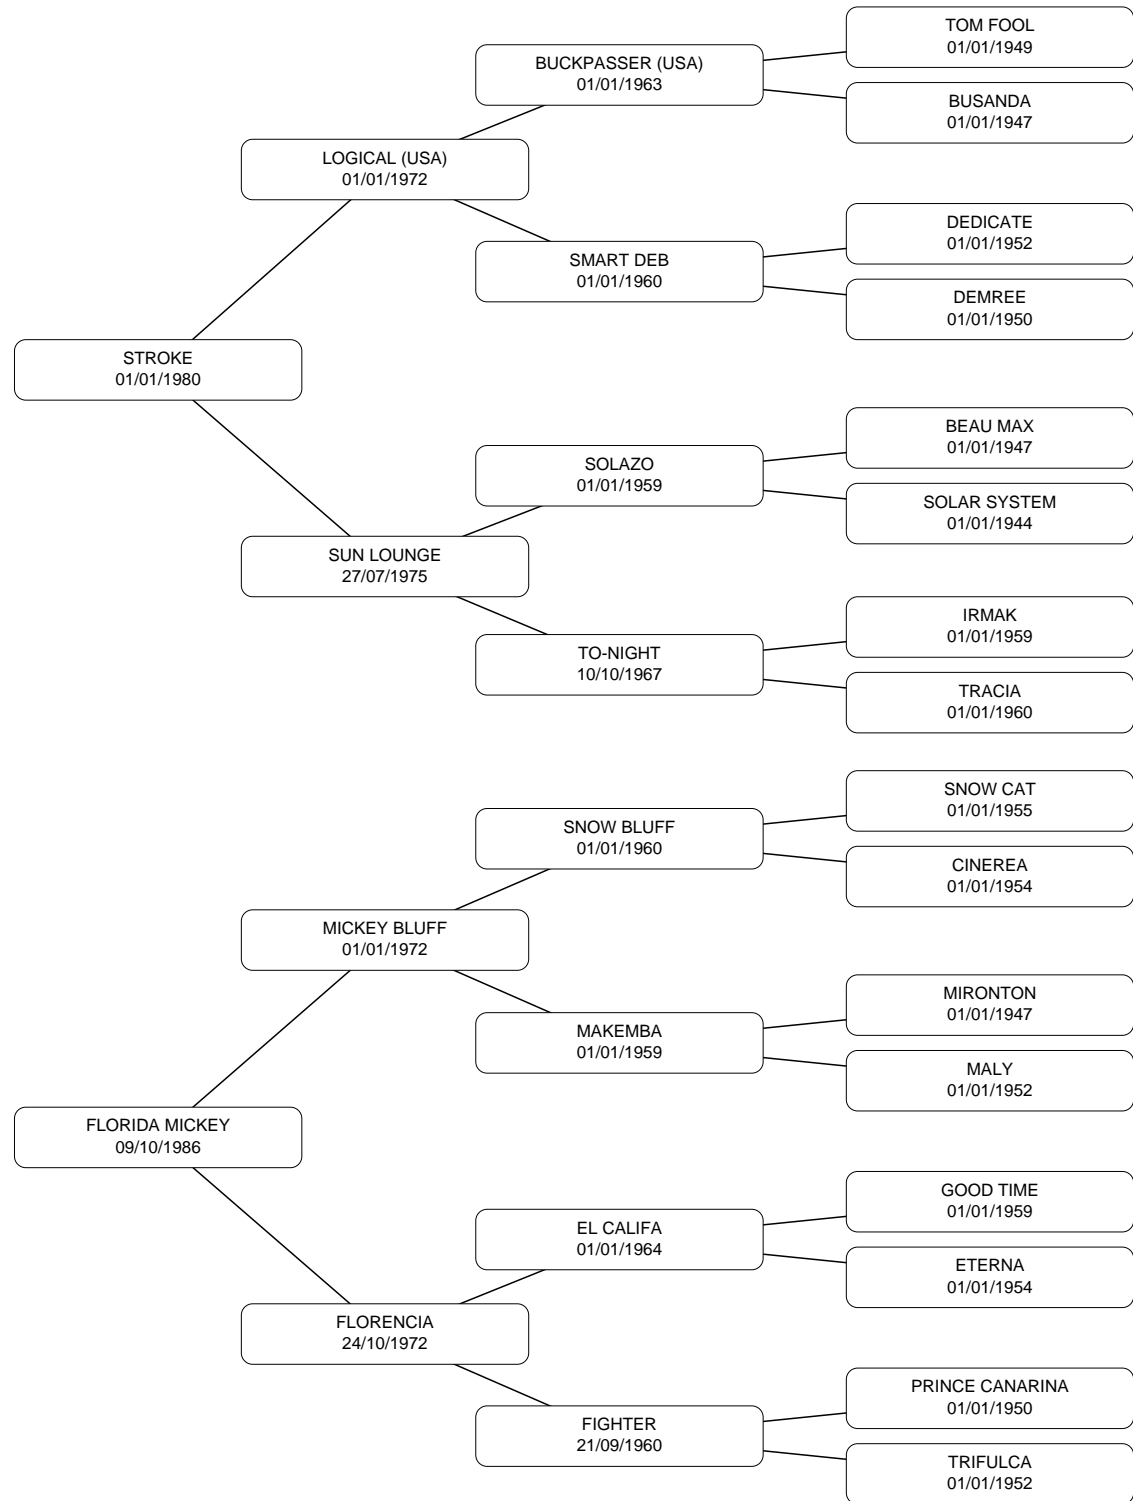 TOM FOOL
01/01/1949
BUCKPASSER (USA)
01/01/1963
BUSANDA
01/01/1947
LOGICAL (USA)
01/01/1972
DEDICATE
01/01/1952
SMART DEB
01/01/1960
DEMREE
01/01/1950
STROKE
01/01/1980
BEAU MAX
01/01/1947
SOLAZO
01/01/1959
SOLAR SYSTEM
01/01/1944
SUN LOUNGE
27/07/1975
IRMAK
01/01/1959
TO-NIGHT
10/10/1967
TRACIA
01/01/1960
SNOW CAT
01/01/1955
SNOW BLUFF
01/01/1960
CINEREA
01/01/1954
MICKEY BLUFF
01/01/1972
MIRONTON
01/01/1947
MAKEMBA
01/01/1959
MALY
01/01/1952
FLORIDA MICKEY
09/10/1986
GOOD TIME
01/01/1959
EL CALIFA
01/01/1964
ETERNA
01/01/1954
FLORENCIA
24/10/1972
PRINCE CANARINA
01/01/1950
FIGHTER
21/09/1960
TRIFULCA
01/01/1952